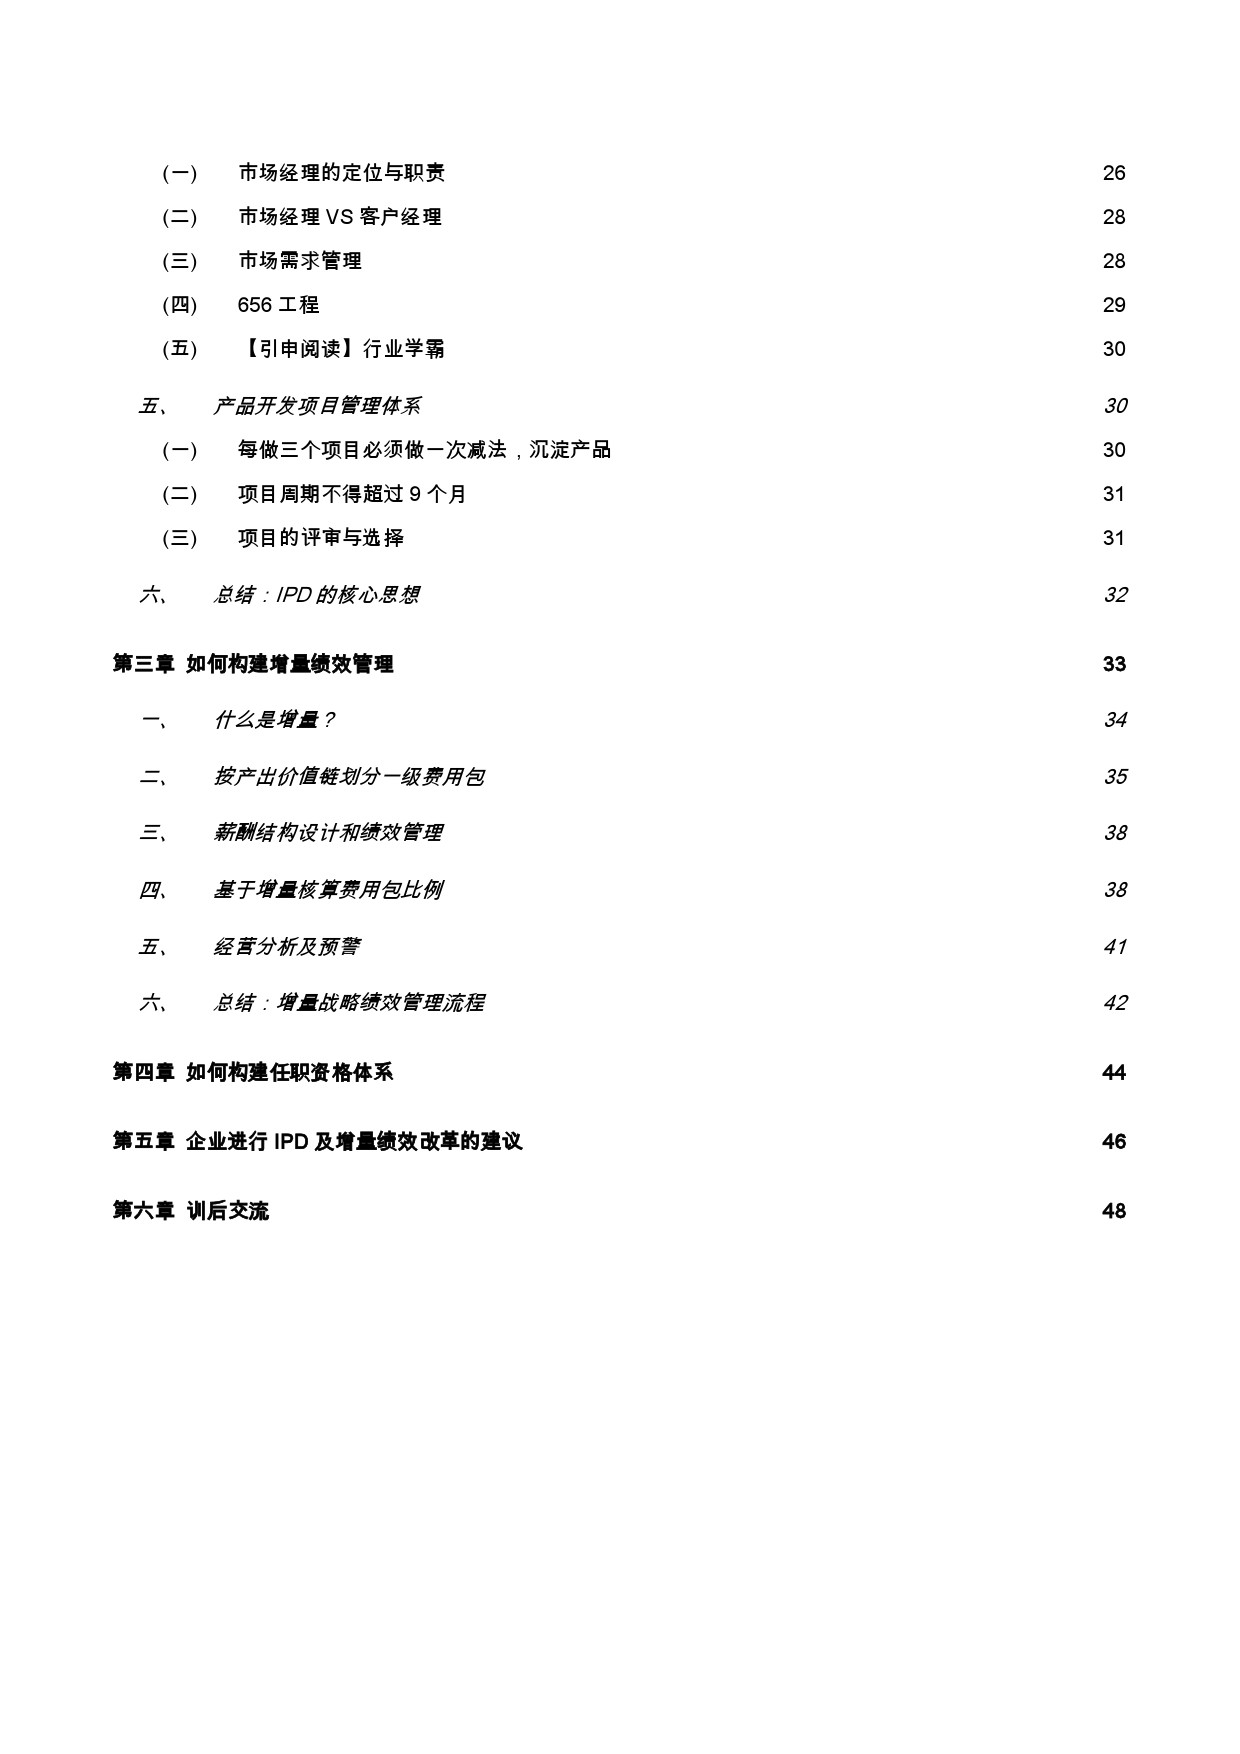 (一) 市场经理的定位与职责 26
(二) 市场经理 VS 客户经理 28
(三) 市场需求管理 28
(四) 656 工程 29
(五) 【引申阅读】行业学霸 30
五、 产品开发项目管理体系 30
(一) 每做三个项目必须做一次减法，沉淀产品 30
(二) 项目周期不得超过 9 个月 31
(三) 项目的评审与选择 31
六、 总结：IPD 的核心思想 32
第三章 如何构建增量绩效管理 33
一、 什么是增量？ 34
二、 按产出价值链划分一级费用包 35
三、 薪酬结构设计和绩效管理 38
四、 基于增量核算费用包比例 38
五、 经营分析及预警 41
六、 总结：增量战略绩效管理流程 42
第四章 如何构建任职资格体系 44
第五章 企业进行 IPD 及增量绩效改革的建议 46
第六章 训后交流 48